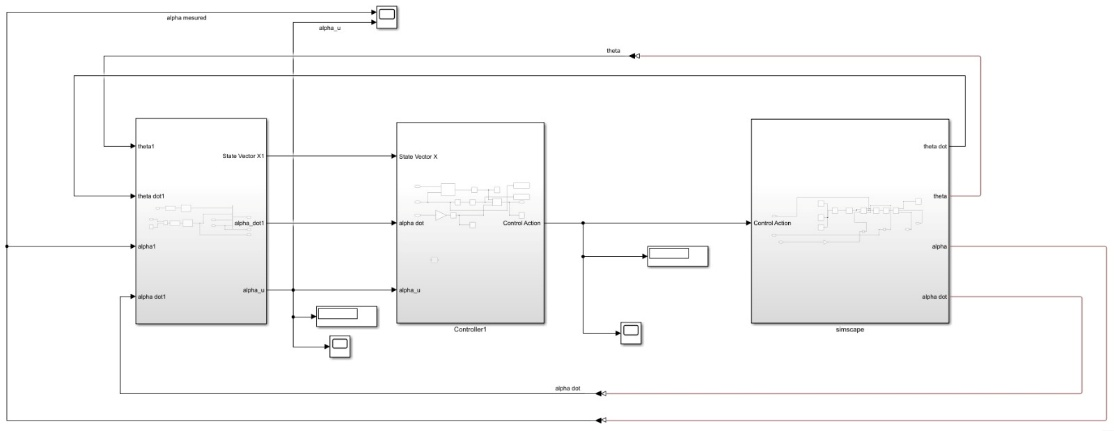 alpha mesured
alpha_u
theta
theta1
State Vector X1
theta dot1
alpha_dot1
alpha1
alpha_u
alpha dot1
State Vector X
alpha dot
Control Action
alpha_u
Controller1
theta dot
theta
Control Action
alpha
alpha dot
simscape
alpha dot